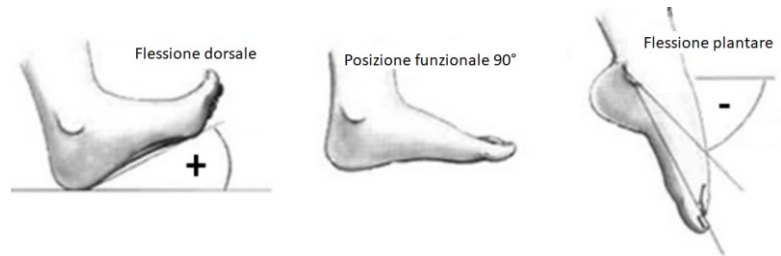 Flessione dorsale
Posizione funzionale 90°
Flessione plantare
+
-